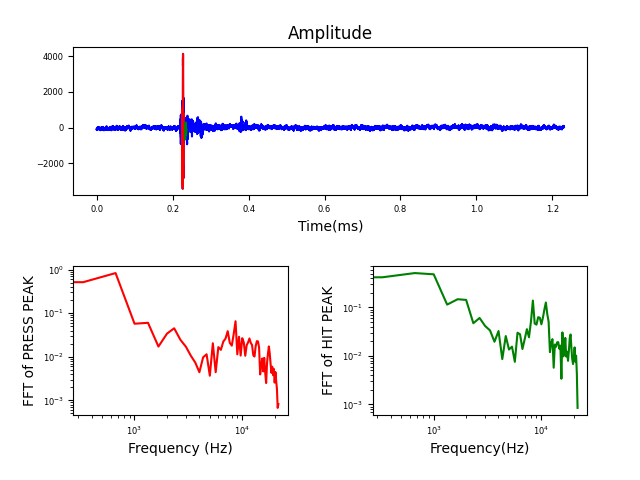 Amplitude
4000
2000
0
−2000
0.0 0.2 0.4 0.6 0.8 1.0 1.2
Time(ms)
FFT of PRESS PEAK
10⁰
10⁻¹
10⁻²
10⁻³
10³ 10⁴
Frequency (Hz)
FFT of HIT PEAK
10⁻¹
10⁻²
10⁻³
10³ 10⁴
Frequency(Hz)